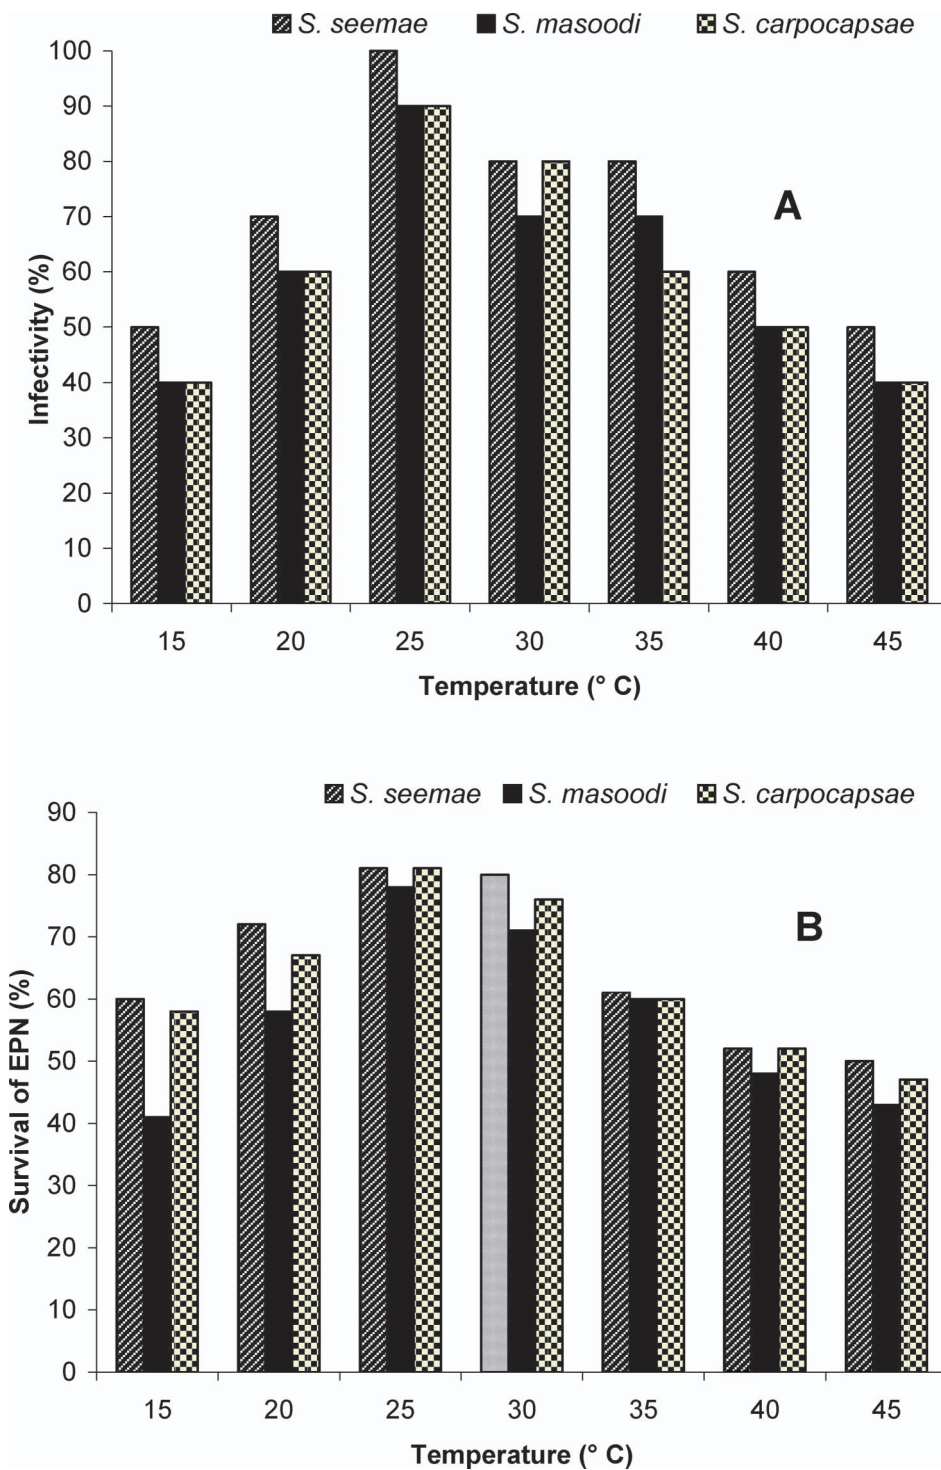 S. seemae S. masoodi S. carpocapsae
100
90
80
70
60
50
40
30
20
10
0
Infectivity (%)
A
15 20 25 30 35 40 45
Temperature (° C)
S. seemae S. masoodi S. carpocapsae
90
80
70
60
50
40
30
20
10
0
Survival of EPN (%)
B
15 20 25 30 35 40 45
Temperature (° C)